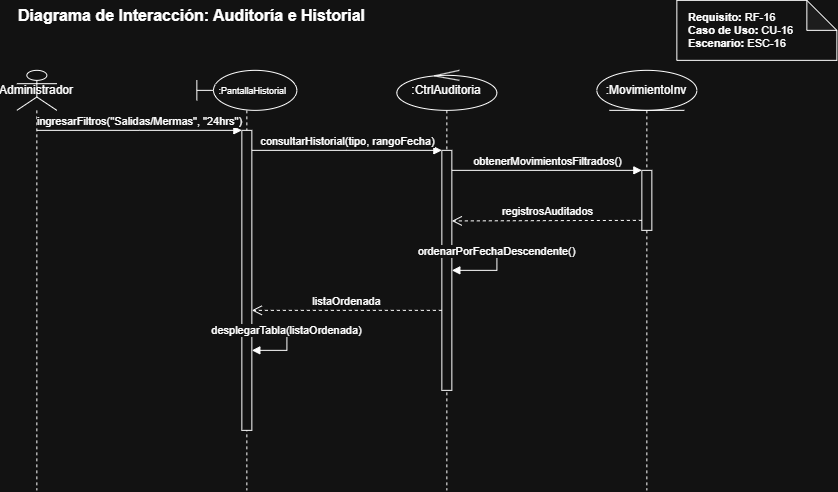 Diagrama de Interacción: Auditoría e Historial
Requisito: RF-16
Caso de Uso: CU-16
Escenario: ESC-16
Administrador
:PantallaHistorial
:CtrlAuditoria
:MovimientoInv
ingresarFiltros("Salidas/Mermas", "24hrs")
consultarHistorial(tipo, rangoFecha)
obtenerMovimientosFiltrados()
registrosAuditados
ordenarPorFechaDescendente()
listaOrdenada
desplegarTabla(listaOrdenada)